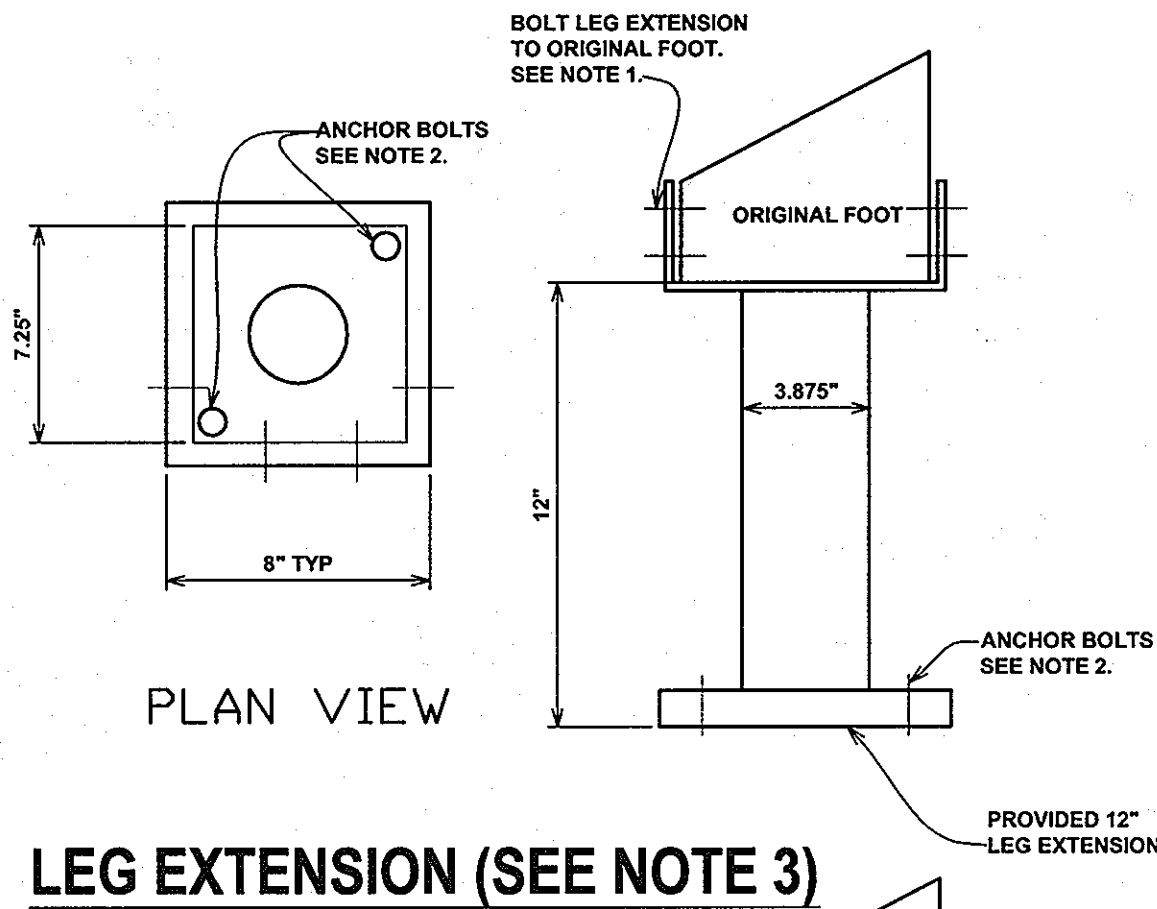 BOLT LEG EXTENSION
TO ORIGINAL FOOT.
SEE NOTE 1.
ANCHOR BOLTS
SEE NOTE 2.
ORIGINAL FOOT
7.25"
3.875"
12"
8" TYP
ANCHOR BOLTS
SEE NOTE 2.
PLAN VIEW
PROVIDED 12"
LEG EXTENSION
LEG EXTENSION (SEE NOTE 3)